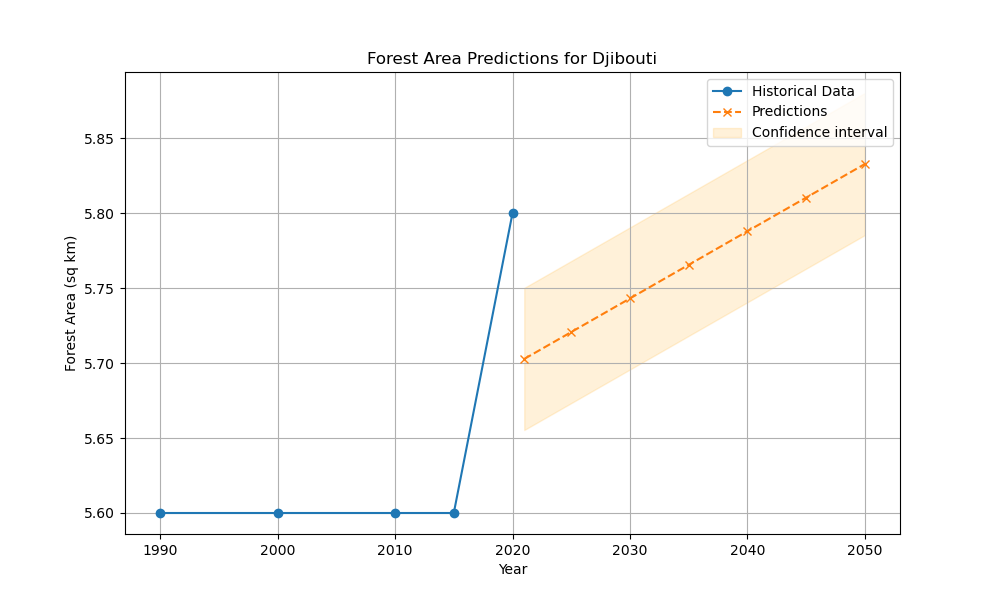 Forest Area Predictions for Djibouti
Historical Data
Predictions
Confidence interval
Forest Area (sq km)
5.85
5.80
5.75
5.70
5.65
5.60
1990 2000 2010 2020 2030 2040 2050
Year